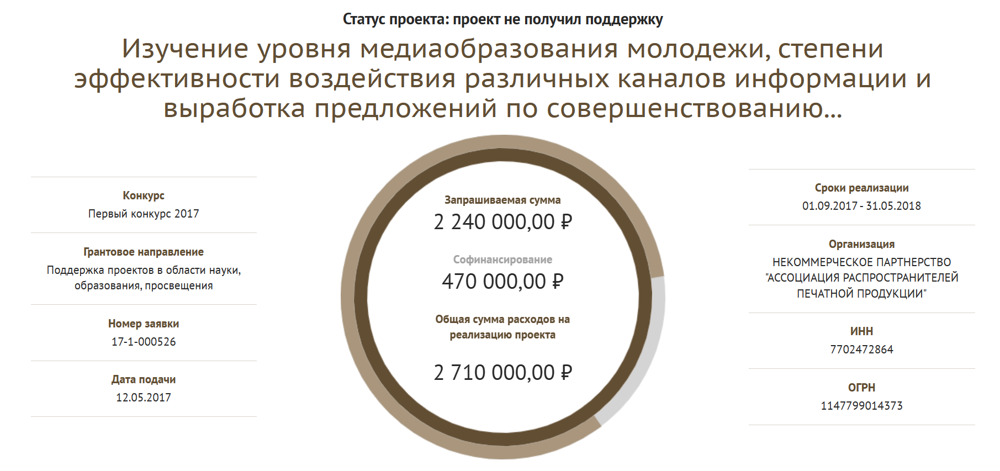 Статус проекта: проект не получил поддержку
Изучение уровня медиаобразования молодежи, степени
эффективности воздействия различных каналов информации и
выработка предложений по совершенствованию...
Конкурс
Первый конкурс 2017
Грантовое направление
Поддержка проектов в области науки,
образования, просвещения
Номер заявки
17-1-000526
Дата подачи
12.05.2017
Запрашиваемая сумма
2 240 000,00 ₽
Софинансирование
470 000,00 ₽
Общая сумма расходов на
реализацию проекта
2 710 000,00 ₽
Сроки реализации
01.09.2017 - 31.05.2018
Организация
НЕКОММЕРЧЕСКОЕ ПАРТНЕРСТВО
"АССОЦИАЦИЯ РАСПРОСТРАНИТЕЛЕЙ
ПЕЧАТНОЙ ПРОДУКЦИИ"
ИНН
7702472864
ОГРН
1147799014373